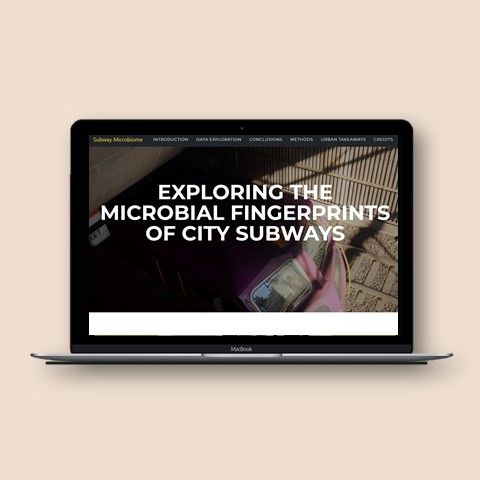 Subway Microbiome INTRODUCTION DATA EXPLORATION CONCLUSIONS METHODS URBAN TAKEAWAYS CREDITS
EXPLORING THE
MICROBIAL FINGERPRINTS
OF CITY SUBWAYS
MacBook